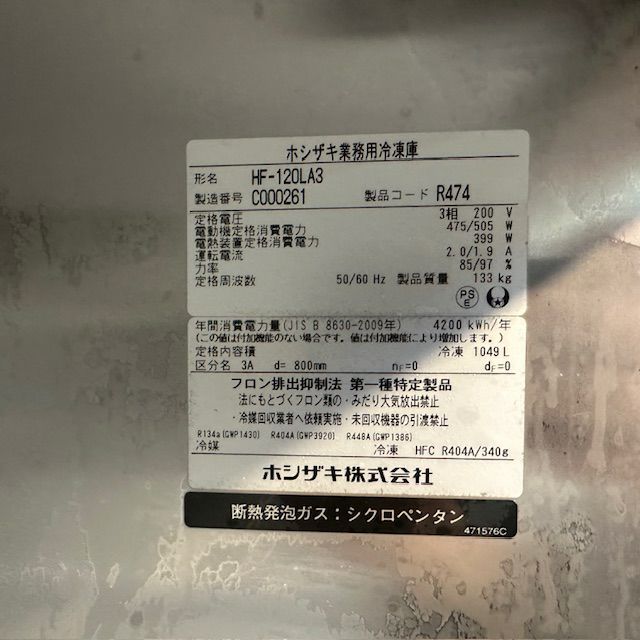 ホシザキ業務用冷凍庫
形名 HF-120LA3
製造番号 C000261 製品コード R474
定格電圧 3相 200 V
電動機定格消費電力 475/505 W
電熱装置定格消費電力 399 W
運転電流 2.0/1.9 A
力率 85/97 %
定格周波数 50/60 Hz 製品質量 133 kg
PS E
年間消費電力量(JIS B 8630-2009年) 4200 kWh/年
(この値は付加機能のない場合です。値は付加機能により増加します。)
定格内容積 冷凍 1049 L
区分名 3A d= 800mm nF=0 dF=0
フロン排出抑制法 第一種特定製品
・法にもとづくフロン類の・みだり大気放出禁止
・冷媒回収業者へ依頼実施・未回収機器の引渡禁止
R134a(GWP1430) R404A(GWP3920) R448A(GWP1386)
冷媒 冷凍 HFC R404A/340g
ホシザキ株式会社
断熱発泡ガス：シクロペンタン
471576C